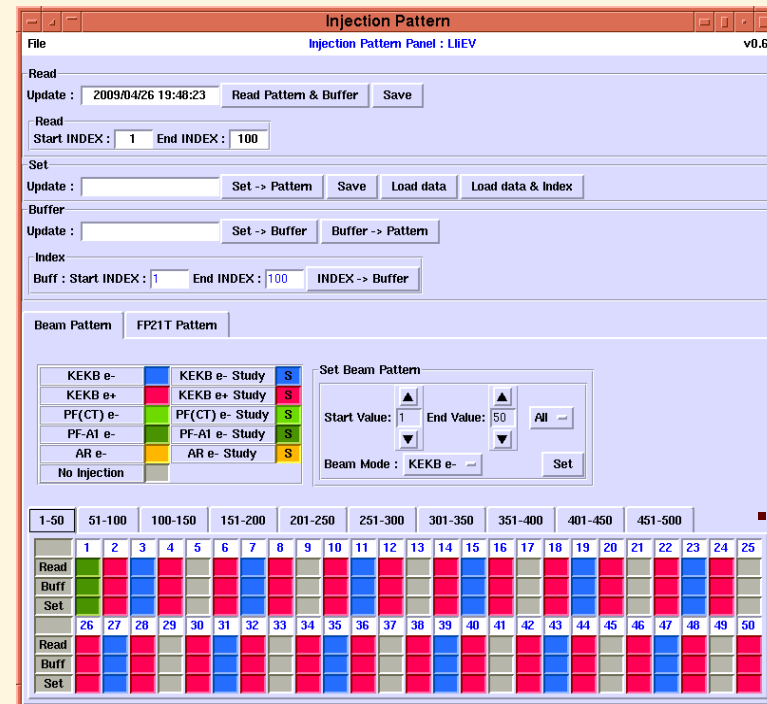 Injection Pattern
File Injection Pattern Panel : LIiEV v0.6
Read
Update : 2009/04/26 19:48:23 Read Pattern & Buffer Save
Read
Start INDEX : 1 End INDEX : 100
Set
Update : Set -> Pattern Save Load data Load data & Index
Buffer
Update : Set -> Buffer Buffer -> Pattern
Index
Buff : Start INDEX : 1 End INDEX : 100 INDEX -> Buffer
Beam Pattern FP21T Pattern
KEKB e- KEKB e- Study S
KEKB e+ KEKB e+ Study S
PF(CT) e- PF(CT) e- Study S
PF-A1 e- PF-A1 e- Study S
AR e- AR e- Study S
No Injection
Set Beam Pattern
Start Value: 1 End Value: 50 All
Beam Mode : KEKB e- Set
1-50 51-100 100-150 151-200 201-250 251-300 301-350 351-400 401-450 451-500
1 2 3 4 5 6 7 8 9 10 11 12 13 14 15 16 17 18 19 20 21 22 23 24 25
Read
Buff
Set
26 27 28 29 30 31 32 33 34 35 36 37 38 39 40 41 42 43 44 45 46 47 48 49 50
Read
Buff
Set